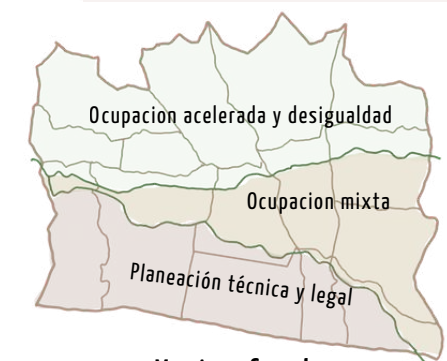 Ocupacion acelerada y desigualdad
Ocupacion mixta
Planeación técnica y legal